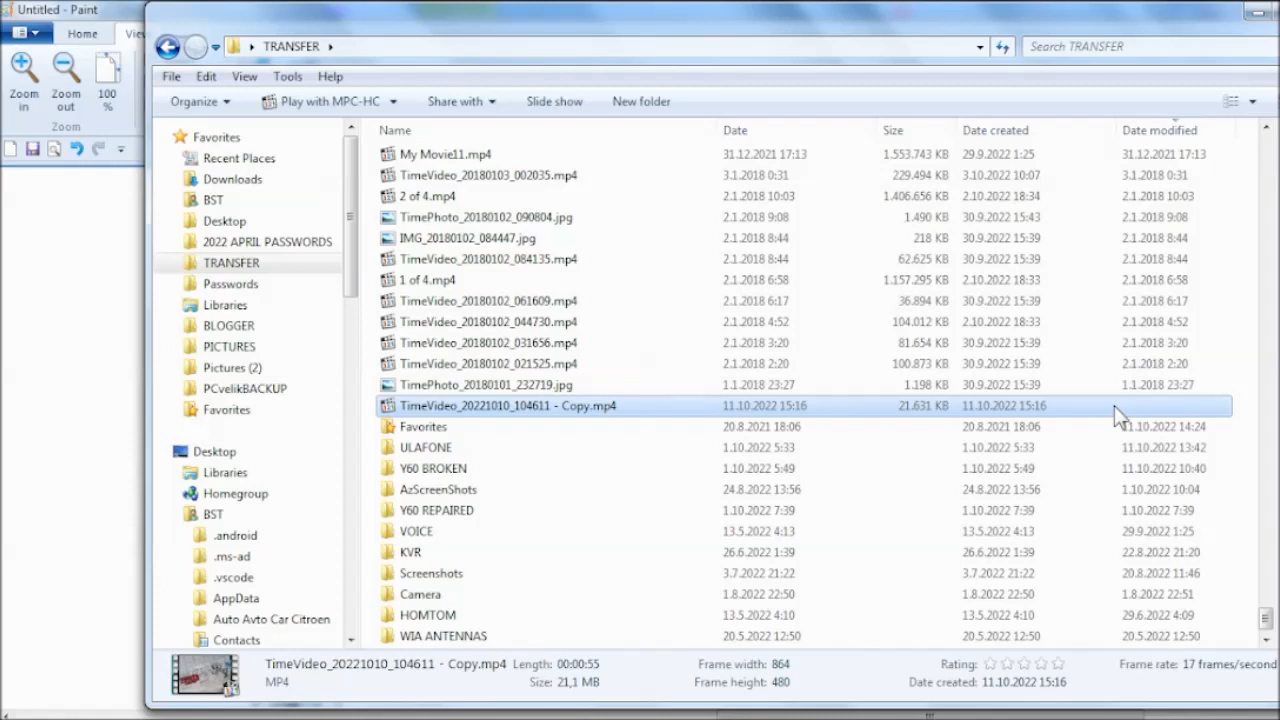 Untitled - Paint
Home
Vie
Zoom in
Zoom out
100 %
Zoom
TRANSFER
Search TRANSFER
File Edit View Tools Help
Organize Play with MPC-HC Share with Slide show New folder
Favorites
Recent Places
Downloads
BST
Desktop
2022 APRIL PASSWORDS
TRANSFER
Passwords
Libraries
BLOGGER
PICTURES
Pictures (2)
PCvelikBACKUP
Favorites
Desktop
Libraries
Homegroup
BST
.android
.ms-ad
.vscode
AppData
Auto Avto Car Citroen
Contacts
Name Date Size Date created Date modified
My Movie11.mp4 31.12.2021 17:13 1.553.743 KB 29.9.2022 1:25 31.12.2021 17:13
TimeVideo_20180103_002035.mp4 3.1.2018 0:31 229.494 KB 3.10.2022 10:07 3.1.2018 0:31
2 of 4.mp4 2.1.2018 10:03 1.406.656 KB 2.10.2022 18:34 2.1.2018 10:03
TimePhoto_20180102_090804.jpg 2.1.2018 9:08 1.490 KB 30.9.2022 15:43 2.1.2018 9:08
IMG_20180102_084447.jpg 2.1.2018 8:44 218 KB 30.9.2022 15:39 2.1.2018 8:44
TimeVideo_20180102_084135.mp4 2.1.2018 8:44 62.625 KB 30.9.2022 15:39 2.1.2018 8:44
1 of 4.mp4 2.1.2018 6:58 1.157.295 KB 2.10.2022 18:33 2.1.2018 6:58
TimeVideo_20180102_061609.mp4 2.1.2018 6:17 36.894 KB 30.9.2022 15:39 2.1.2018 6:17
TimeVideo_20180102_044730.mp4 2.1.2018 4:52 104.012 KB 2.10.2022 18:33 2.1.2018 4:52
TimeVideo_20180102_031656.mp4 2.1.2018 3:20 81.654 KB 30.9.2022 15:39 2.1.2018 3:20
TimeVideo_20180102_021525.mp4 2.1.2018 2:20 100.873 KB 30.9.2022 15:39 2.1.2018 2:20
TimePhoto_20180101_232719.jpg 1.1.2018 23:27 1.198 KB 30.9.2022 15:39 1.1.2018 23:27
TimeVideo_20221010_104611 - Copy.mp4 11.10.2022 15:16 21.631 KB 11.10.2022 15:16
Favorites 20.8.2021 18:06 20.8.2021 18:06 11.10.2022 14:24
ULAFONE 1.10.2022 5:33 1.10.2022 5:33 11.10.2022 13:42
Y60 BROKEN 1.10.2022 5:49 1.10.2022 5:49 11.10.2022 10:40
AzScreenShots 24.8.2022 13:56 24.8.2022 13:56 1.10.2022 10:04
Y60 REPAIRED 1.10.2022 7:39 1.10.2022 7:39 1.10.2022 7:39
VOICE 13.5.2022 4:13 13.5.2022 4:13 29.9.2022 1:25
KVR 26.6.2022 1:39 26.6.2022 1:39 22.8.2022 21:20
Screenshots 3.7.2022 21:22 3.7.2022 21:22 20.8.2022 11:46
Camera 1.8.2022 22:50 1.8.2022 22:50 1.8.2022 22:51
HOMTOM 13.5.2022 4:10 13.5.2022 4:10 29.6.2022 4:09
WIA ANTENNAS 20.5.2022 12:50 20.5.2022 12:50 20.5.2022 12:50
TimeVideo_20221010_104611 - Copy.mp4 Length: 00:00:55 Frame width: 864 Rating: Frame rate: 17 frames/second
MP4 Size: 21,1 MB Frame height: 480 Date created: 11.10.2022 15:16